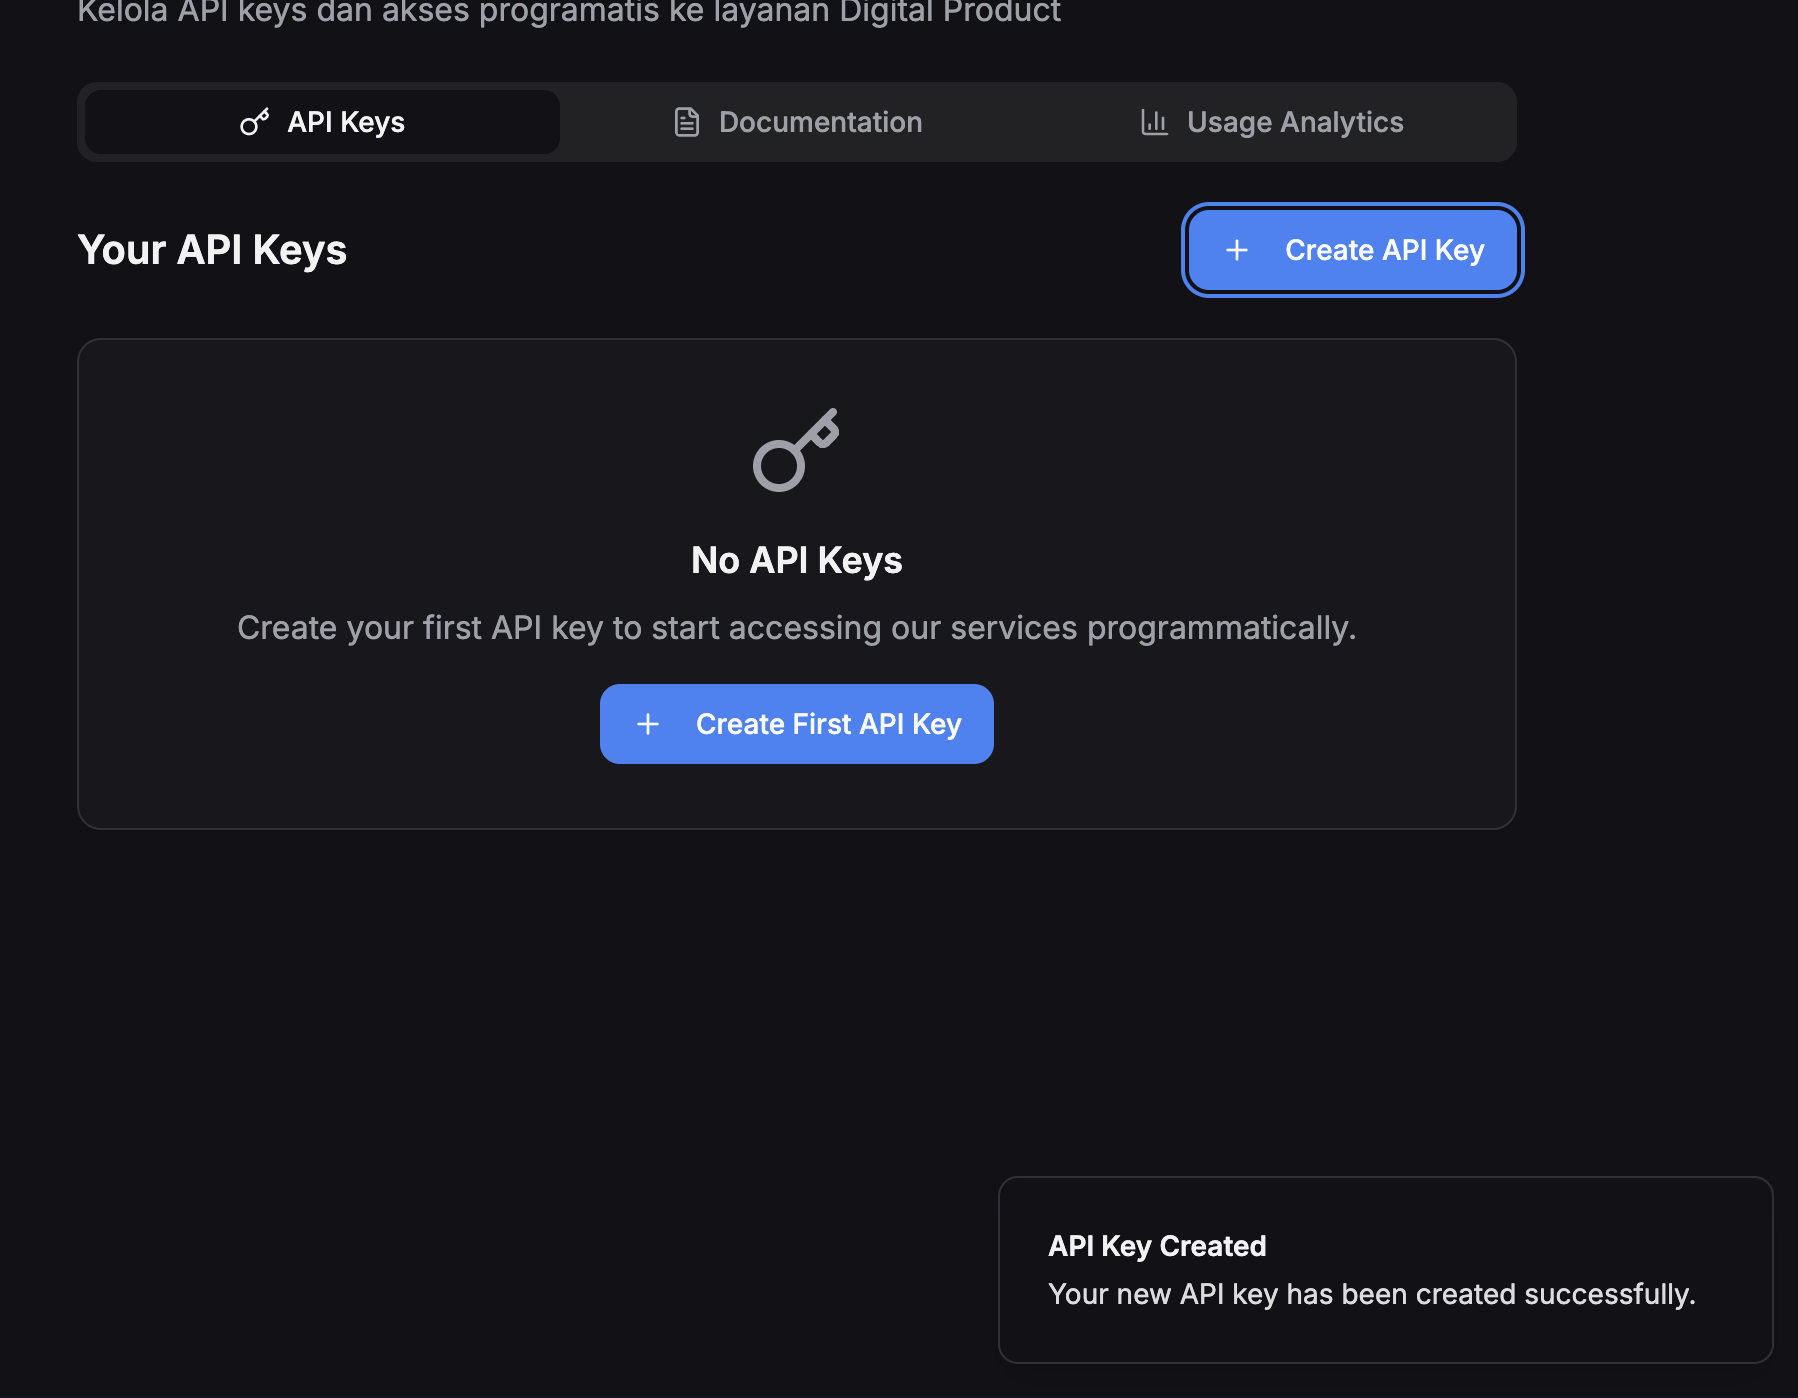 Kelola API keys dan akses programatis ke layanan Digital Product
API Keys
Documentation
Usage Analytics
Your API Keys
Create API Key
No API Keys
Create your first API key to start accessing our services programmatically.
Create First API Key
API Key Created
Your new API key has been created successfully.